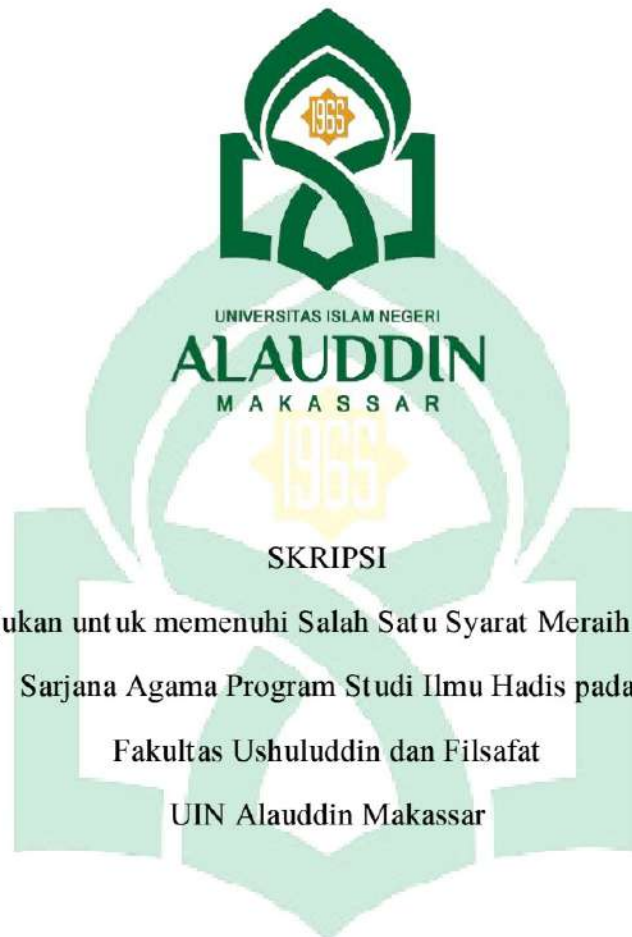 1965
UNIVERSITAS ISLAM NEGERI
ALAUDDIN
MAKASSAR
1965
SKRIPSI
ukan untuk memenuhi Salah Satu Syarat Meraih
Sarjana Agama Program Studi Ilmu Hadis pada
Fakultas Ushuluddin dan Filsafat
UIN Alauddin Makassar